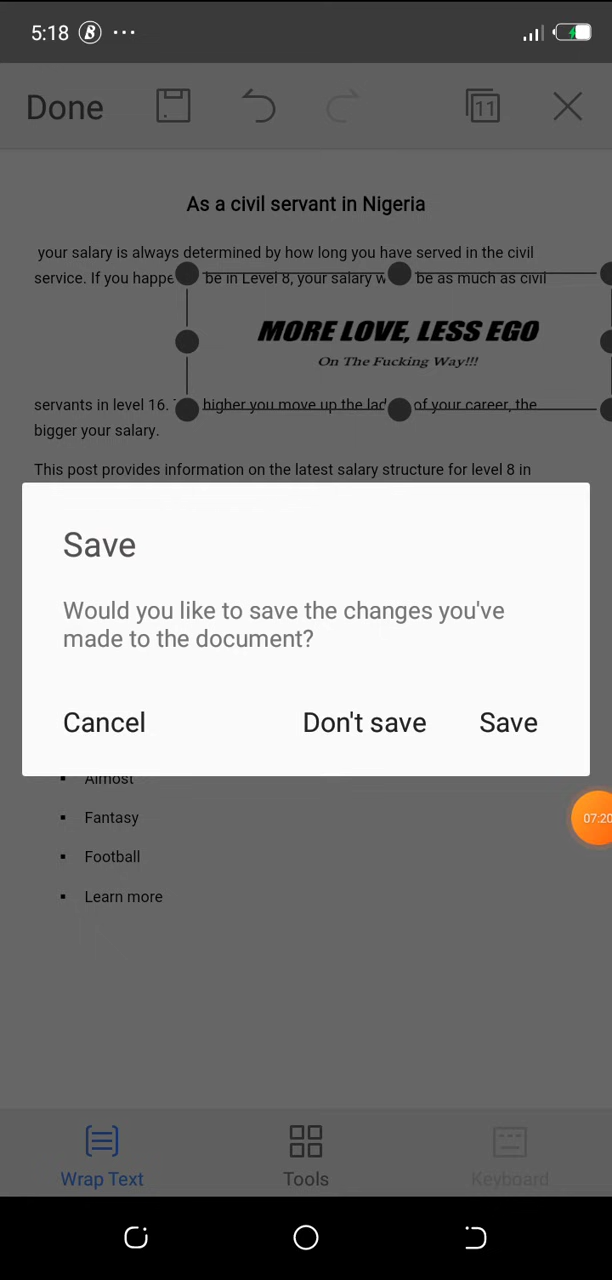 5:18
Done
11
As a civil servant in Nigeria
your salary is always determined by how long you have served in the civil
service. If you happe be in Level 8, your salary w be as much as civil
MORE LOVE, LESS EGO
On The Fucking Way!!!
servants in level 16. higher you move up the lad of your career, the
bigger your salary.
This post provides information on the latest salary structure for level 8 in
Save
Would you like to save the changes you've
made to the document?
Cancel Don't save Save
Almost
07:20
▪ Fantasy
▪ Football
▪ Learn more
Wrap Text Tools Keyboard